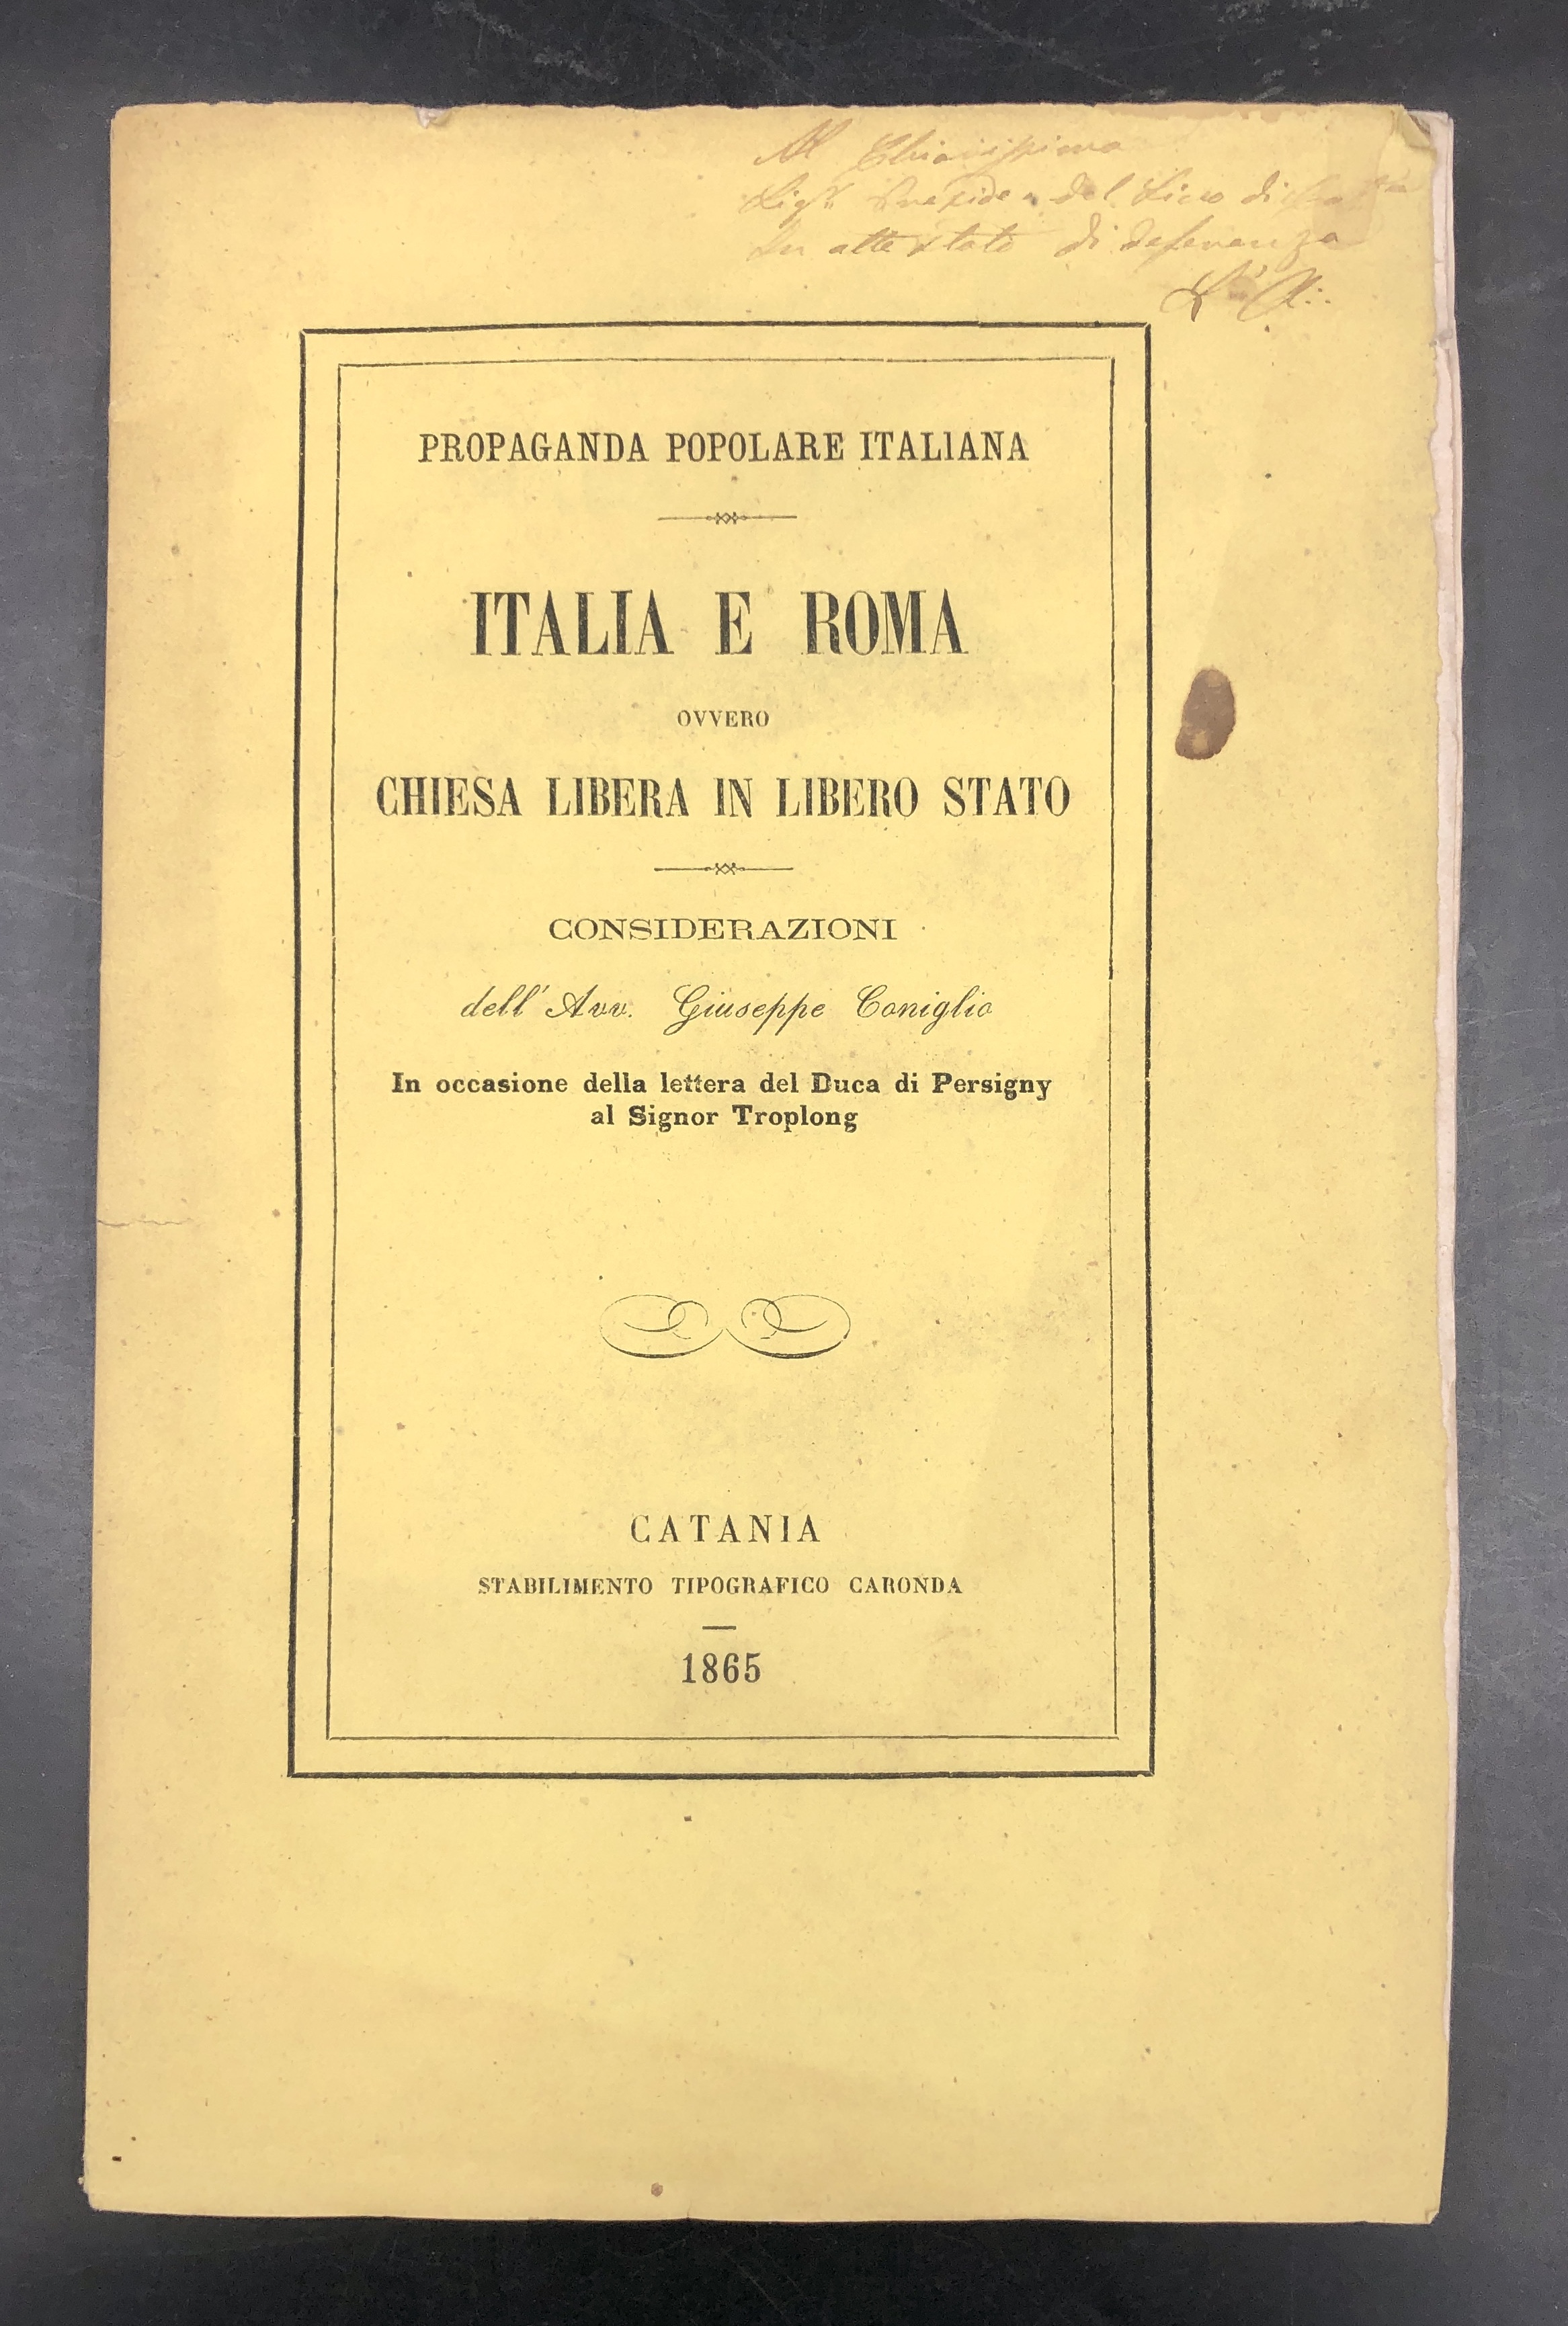 Al Chiarissimo
Sigr. Preside del Liceo di
In attestato di deferenza
L'A..
PROPAGANDA POPOLARE ITALIANA
ITALIA E ROMA
OVVERO
CHIESA LIBERA IN LIBERO STATO
CONSIDERAZIONI
dell' Avv. Giuseppe Coniglio
In occasione della lettera del Duca di Persigny
al Signor Troplong
CATANIA
STABILIMENTO TIPOGRAFICO CARONDA
1865